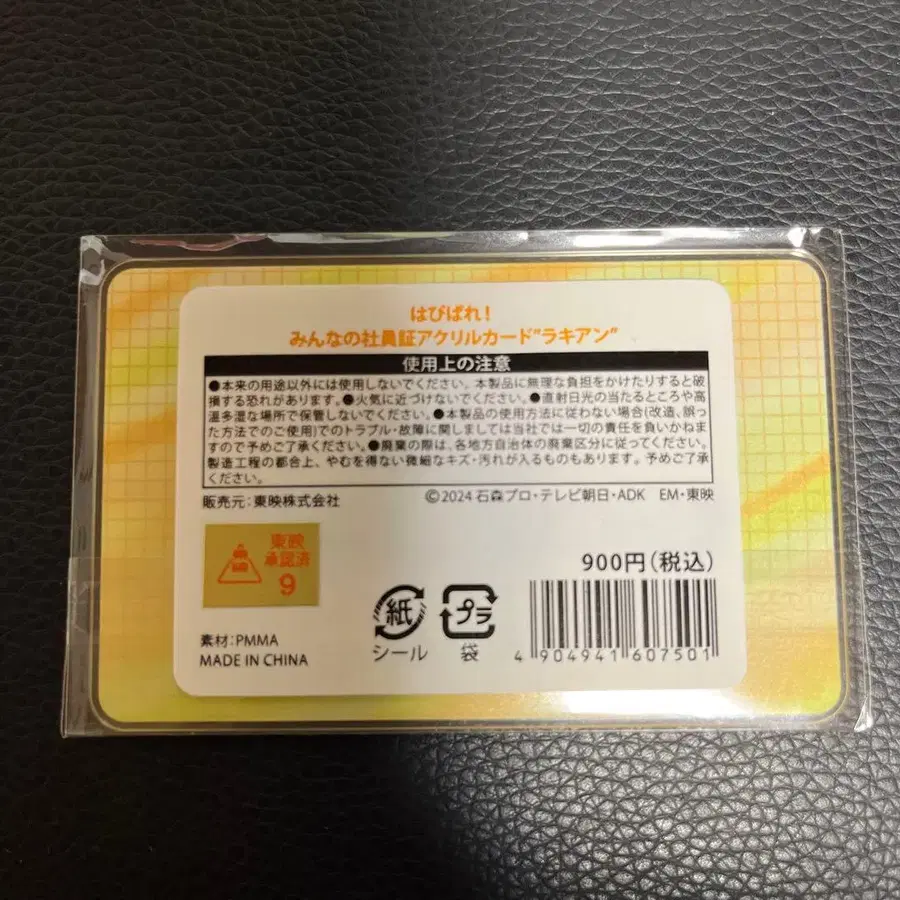 はぴぱれ!
みんなの社員証アクリルカード"ラキアン"
使用上の注意
●本来の用途以外には使用しないでください。本製品に無理な負担をかけたりすると破
損する恐れがあります。●火気に近づけないでください。●直射日光の当たるところや高
温多湿な場所で保管しないでください。●本製品の使用方法に従わない場合(改造、誤っ
た方法でのご使用)でのトラブル・故障に関しましては当社では一切の責任を負いかねま
すので予めご了承ください。●廃棄の際は、各地方自治体の廃棄区分に従ってください。
製造工程の都合上、やむを得ない微細なキズ・汚れが入るものもあります。予めご了承
ください。
販売元:東映株式会社
©2024 石森プロ・テレビ朝日・ADK EM・東映
東映
承認済
9
900円(税込)
紙
シール
プラ
袋
素材:PMMA
MADE IN CHINA
4 904941 607501